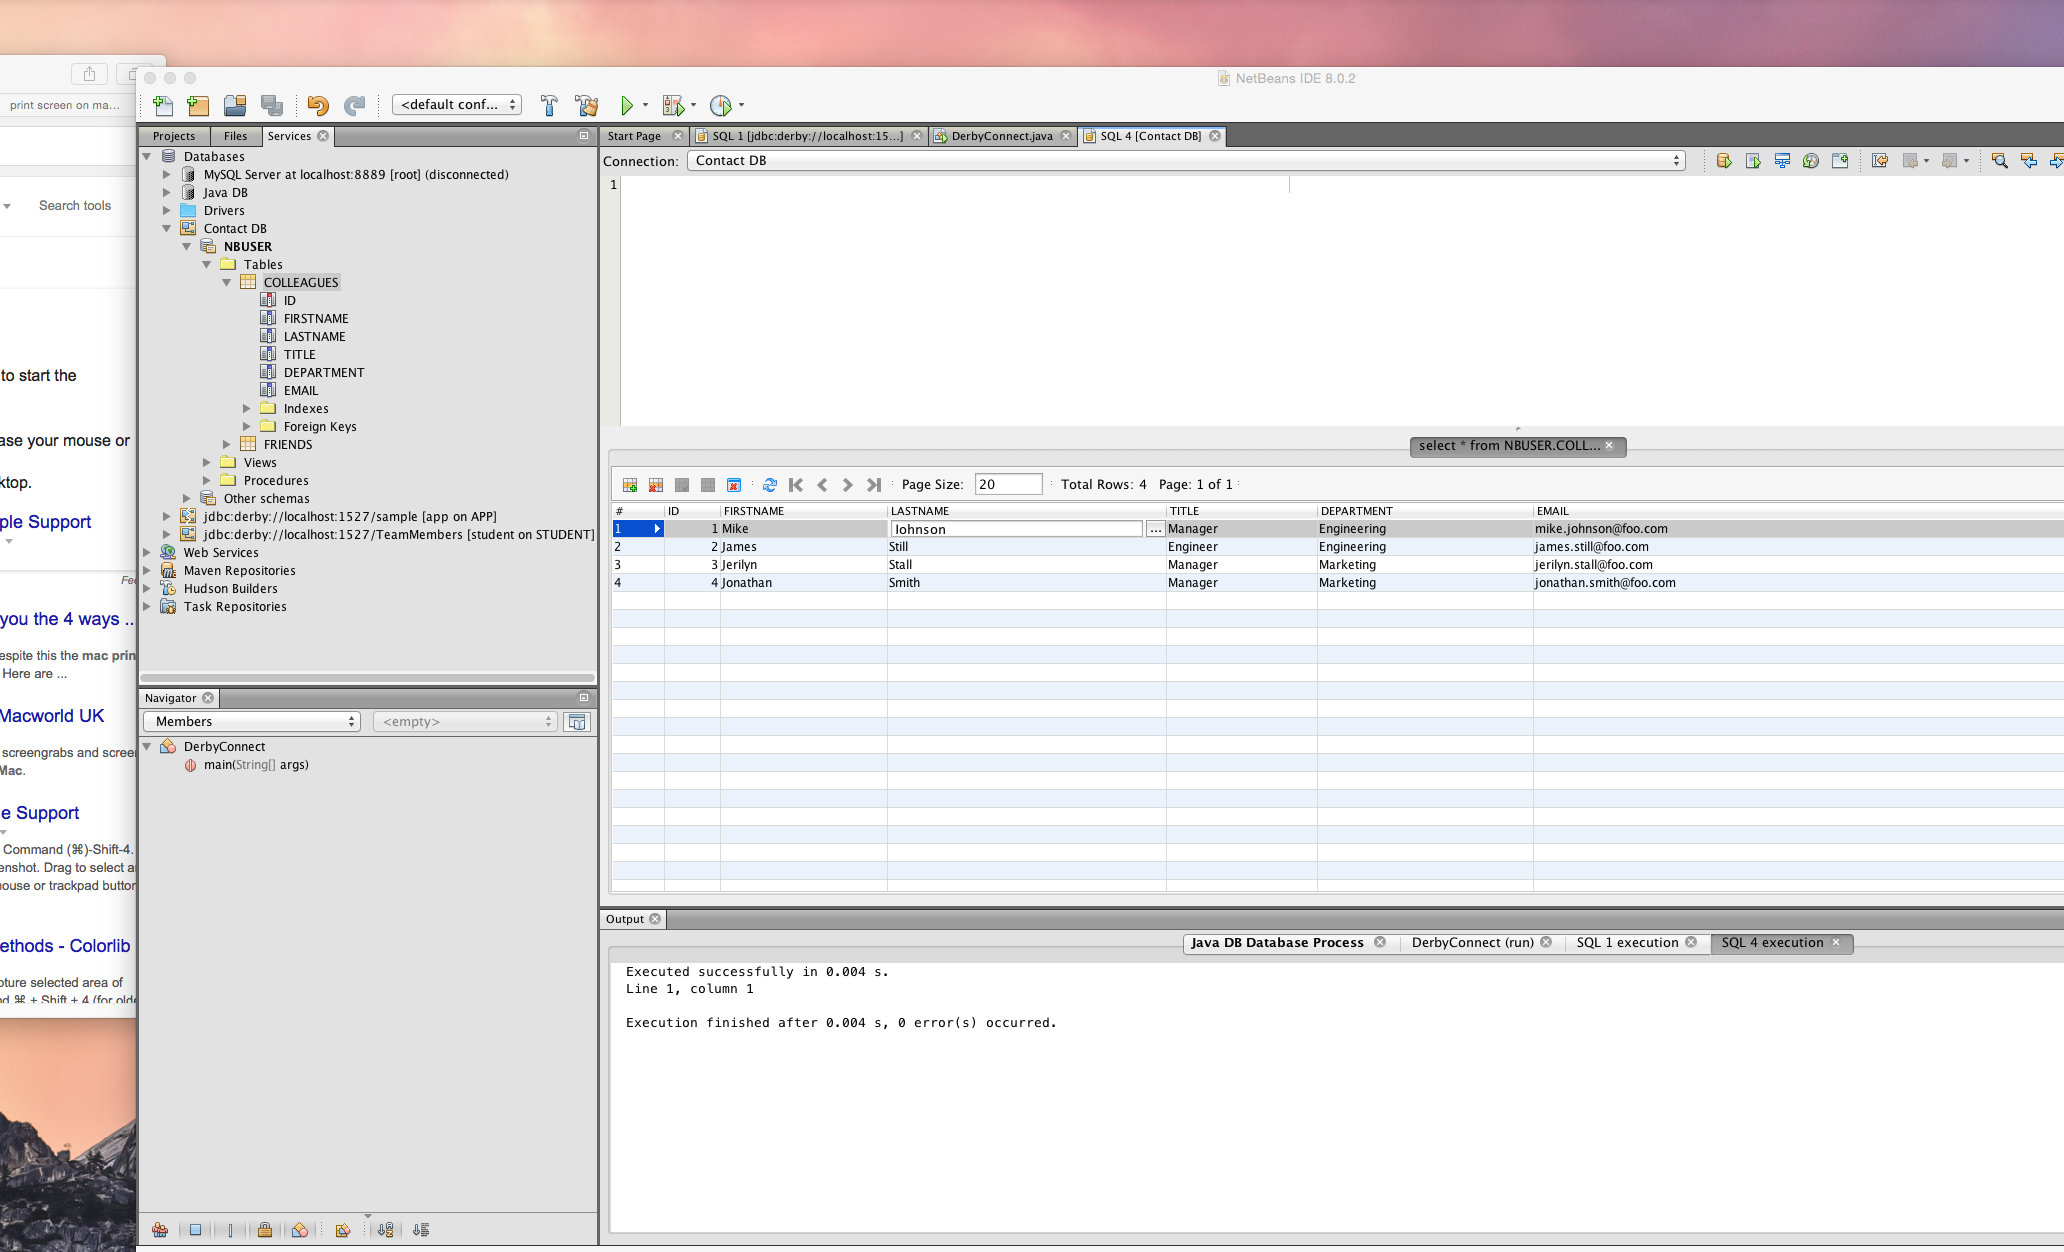 NetBeans IDE 8.0.2
print screen on ma...
Search tools
to start the
ase your mouse or
ktop.
ple Support
Fee
you the 4 ways ...
espite this the mac prin
Here are ...
Macworld UK
screengrabs and scree
Mac.
e Support
Command (⌘)-Shift-4.
enshot. Drag to select a
nouse or trackpad buttor
ethods - Colorlib
pture selected area of
nd ⌘ + Shift + 4 (for olde
<default conf...
Projects Files Services
Databases
MySQL Server at localhost:8889 [root] (disconnected)
Java DB
Drivers
Contact DB
NBUSER
Tables
COLLEAGUES
ID
FIRSTNAME
LASTNAME
TITLE
DEPARTMENT
EMAIL
Indexes
Foreign Keys
FRIENDS
Views
Procedures
Other schemas
jdbc:derby://localhost:1527/sample [app on APP]
jdbc:derby://localhost:1527/TeamMembers [student on STUDENT]
Web Services
Maven Repositories
Hudson Builders
Task Repositories
Navigator
Members <empty>
DerbyConnect
main(String[] args)
Start Page SQL 1 [jdbc:derby://localhost:15...] DerbyConnect.java SQL 4 [Contact DB]
Connection: Contact DB
1
select * from NBUSER.COLL...
Page Size: 20 Total Rows: 4 Page: 1 of 1
# ID FIRSTNAME LASTNAME TITLE DEPARTMENT EMAIL
1 1 Mike Johnson ... Manager Engineering mike.johnson@foo.com
2 2 James Still Engineer Engineering james.still@foo.com
3 3 Jerilyn Stall Manager Marketing jerilyn.stall@foo.com
4 4 Jonathan Smith Manager Marketing jonathan.smith@foo.com
Output
Java DB Database Process DerbyConnect (run) SQL 1 execution SQL 4 execution
Executed successfully in 0.004 s.
Line 1, column 1
Execution finished after 0.004 s, 0 error(s) occurred.